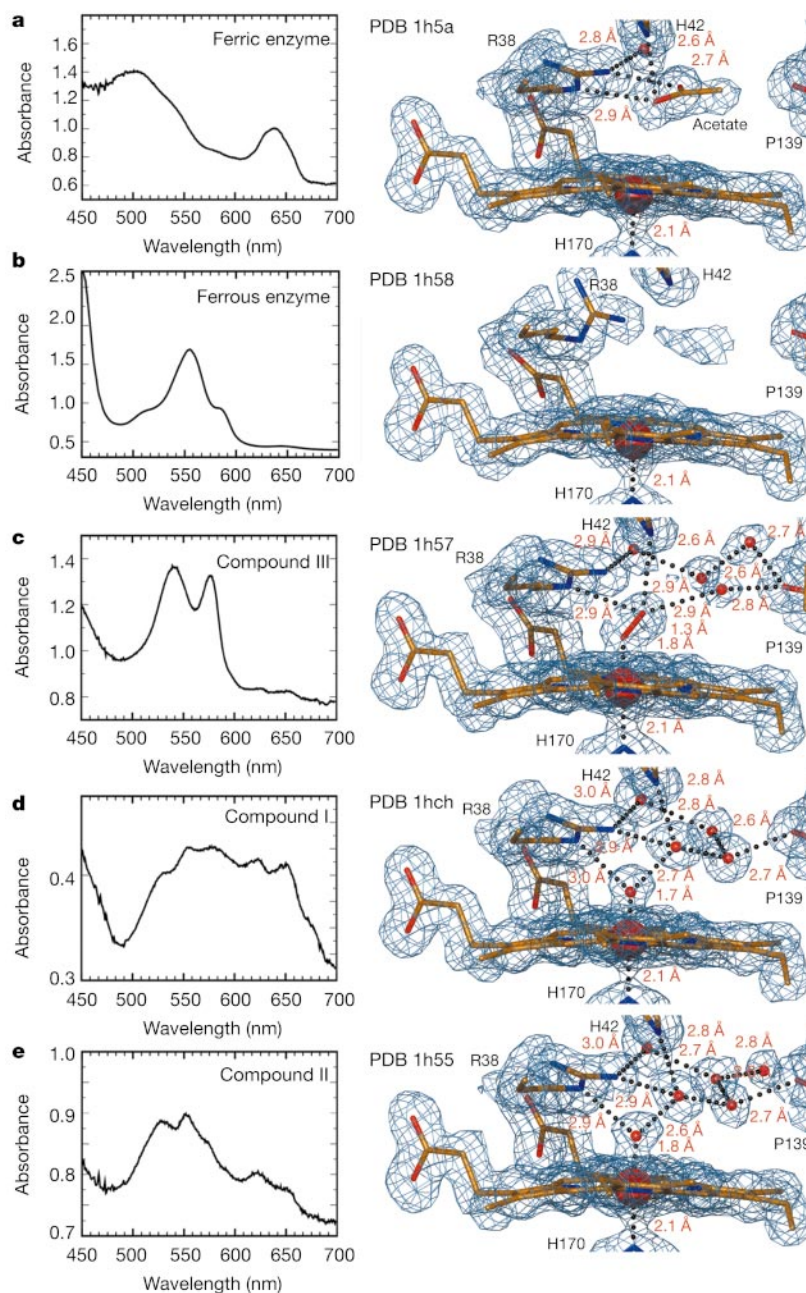 a
Ferric enzyme
Absorbance
1.8
1.6
1.4
1.2
1.0
0.8
0.6
450 500 550 600 650 700
Wavelength (nm)
PDB 1h5a
R38
2.8 Å
H42
2.6 Å
2.7 Å
2.9 Å
Acetate
P139
H170
2.1 Å
b
Ferrous enzyme
Absorbance
2.5
2.0
1.5
1.0
0.5
450 500 550 600 650 700
Wavelength (nm)
PDB 1h58
R38
H42
P139
H170
2.1 Å
c
Compound III
Absorbance
1.4
1.2
1.0
0.8
450 500 550 600 650 700
Wavelength (nm)
PDB 1h57
H42
R38
2.9 Å
2.6 Å
2.7 Å
2.6 Å
2.9 Å
2.9 Å
2.9 Å
2.8 Å
1.3 Å
1.8 Å
P139
H170
2.1 Å
d
Compound I
Absorbance
0.4
0.3
450 500 550 600 650 700
Wavelength (nm)
PDB 1hch
H42
R38
3.0 Å
2.8 Å
2.8 Å
2.6 Å
2.9 Å
3.0 Å
2.7 Å
2.7 Å
1.7 Å
P139
H170
2.1 Å
e
Compound II
Absorbance
1.0
0.9
0.8
0.7
450 500 550 600 650 700
Wavelength (nm)
PDB 1h55
H42
R38
3.0 Å
2.8 Å
2.7 Å
2.8 Å
2.9 Å
2.9 Å
2.6 Å
2.7 Å
1.8 Å
P139
H170
2.1 Å